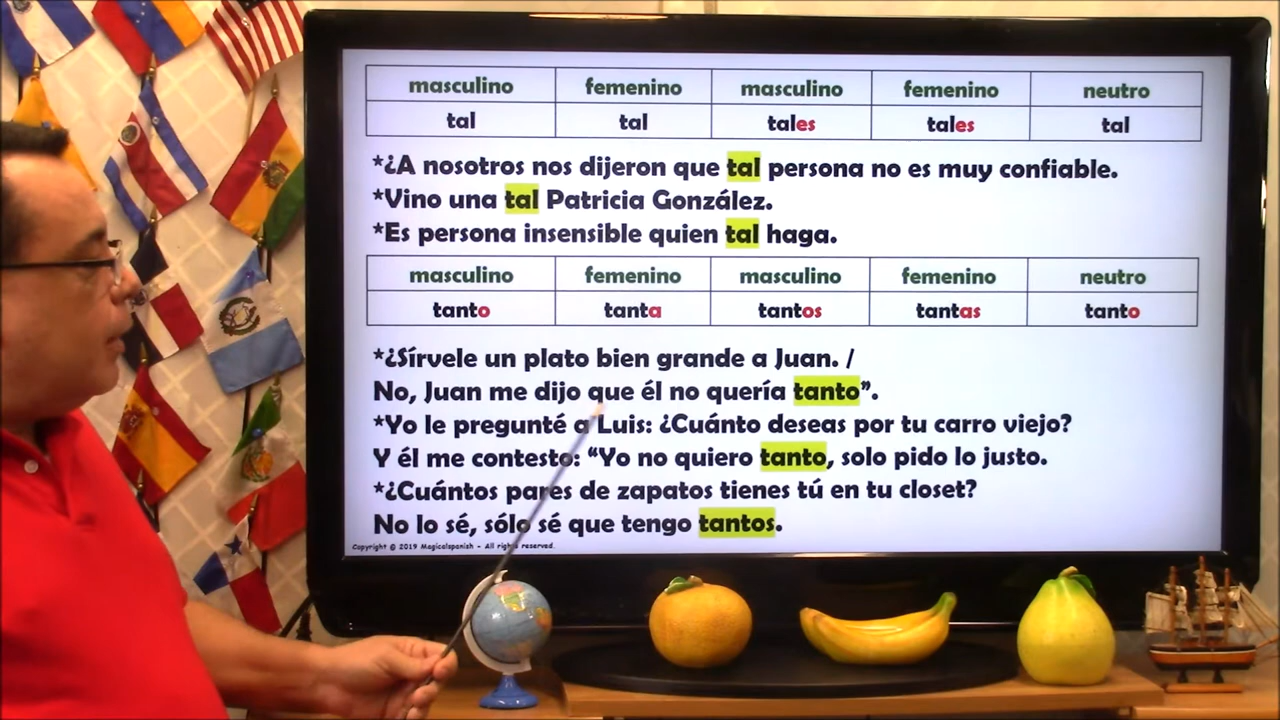 masculino femenino masculino femenino neutro
tal tal tales tales tal
*¿A nosotros nos dijeron que tal persona no es muy confiable.
*Vino una tal Patricia González.
*Es persona insensible quien tal haga.
masculino femenino masculino femenino neutro
tanto tanta tantos tantas tanto
*¿Sírvele un plato bien grande a Juan. /
No, Juan me dijo que él no quería tanto”.
*Yo le pregunté a Luis: ¿Cuánto deseas por tu carro viejo?
Y él me contesto: “Yo no quiero tanto, solo pido lo justo.
*¿Cuántos pares de zapatos tienes tú en tu closet?
No lo sé, sólo sé que tengo tantos.
Copyright © 2019 Magicalspanish - All rights reserved.